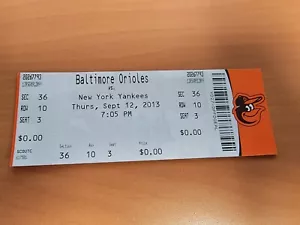 20267793
Baltimore Orioles
vs.
New York Yankees
Thurs, Sept 12, 2013
7:05 PM
SEC 36
ROW 10
SEAT 3
$0.00
SEC 36
ROW 10
SEAT 3
$0.00
$0.00
36 10 3